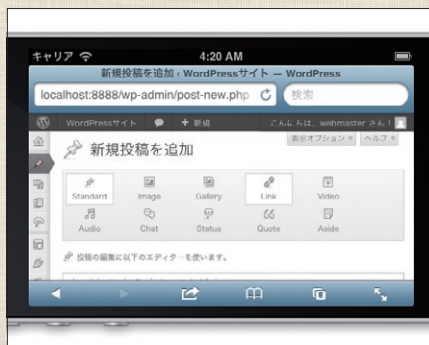 キャリア 4:20 AM
新規投稿を追加 ‹ WordPressサイト — WordPress
localhost:8888/wp-admin/post-new.php 検索
WordPressサイト + 新規 こんにちは、webmaster さん!
表示オプション ヘルプ
新規投稿を追加
Standard Image Gallery Link Video
Audio Chat Status Quote Aside
投稿の編集に以下のエディターを使います。